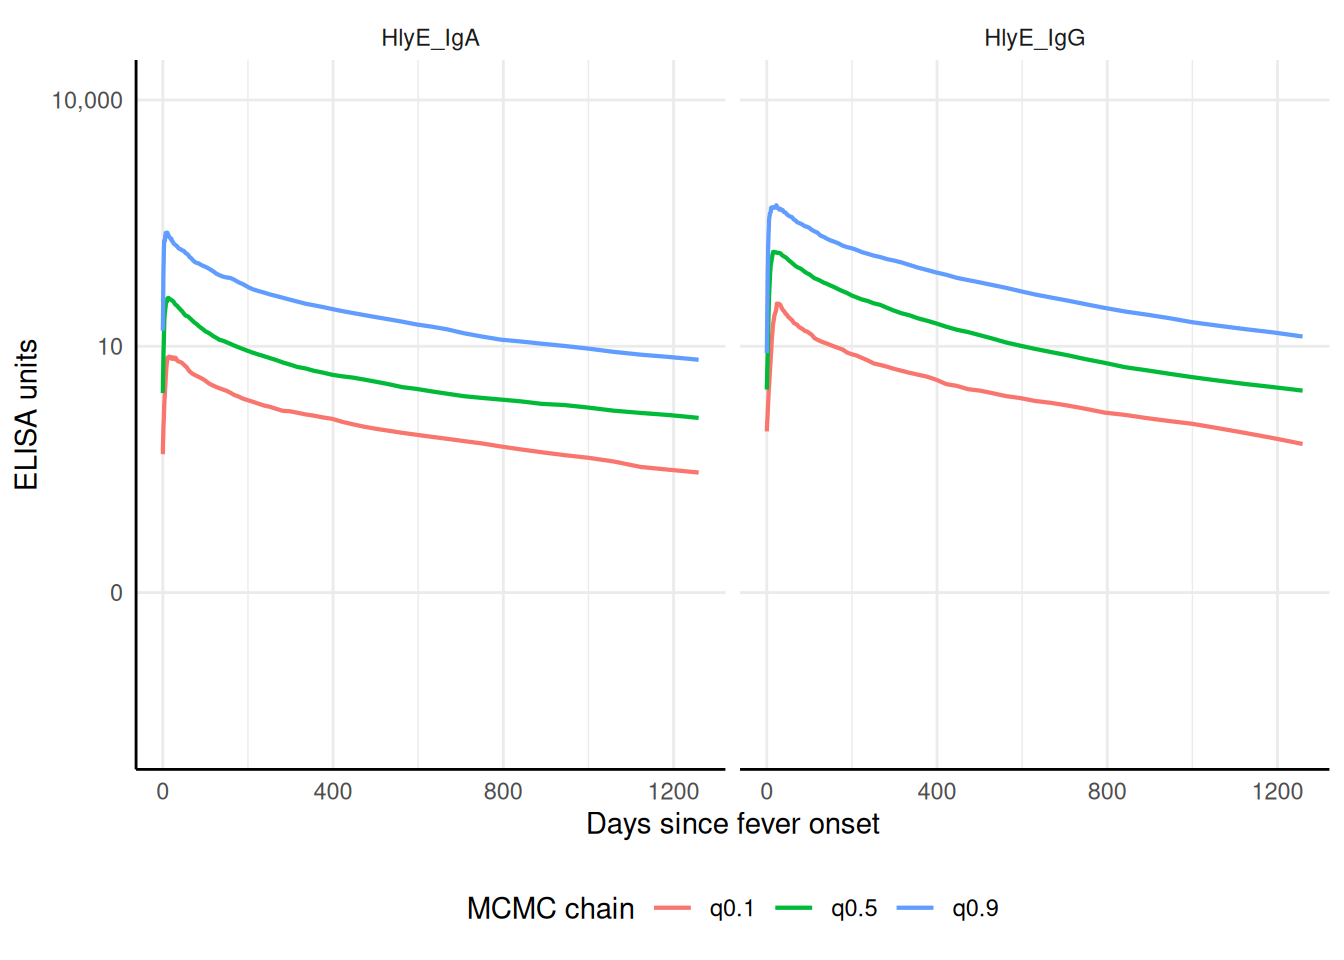 HlyE_IgA HlyE_IgG
10,000
10
0
ELISA units
0 400 800 1200 0 400 800 1200
Days since fever onset
MCMC chain q0.1 q0.5 q0.9